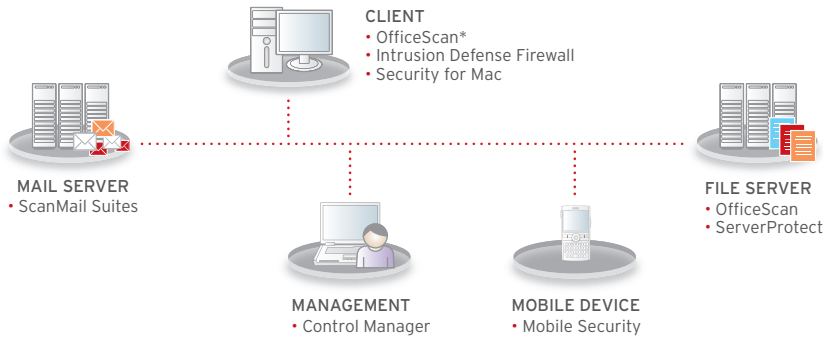 CLIENT
• OfficeScan*
• Intrusion Defense Firewall
• Security for Mac
MAIL SERVER
• ScanMail Suites
FILE SERVER
• OfficeScan
• ServerProtect
MANAGEMENT
• Control Manager
MOBILE DEVICE
• Mobile Security